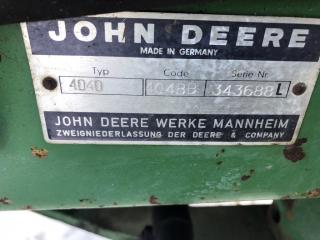 JOHN DEERE
MADE IN GERMANY
Typ Code Serie Nr.
4040 343688L
JOHN DEERE WERKE MANNHEIM
ZWEIGNIEDERLASSUNG DER DEERE & COMPANY